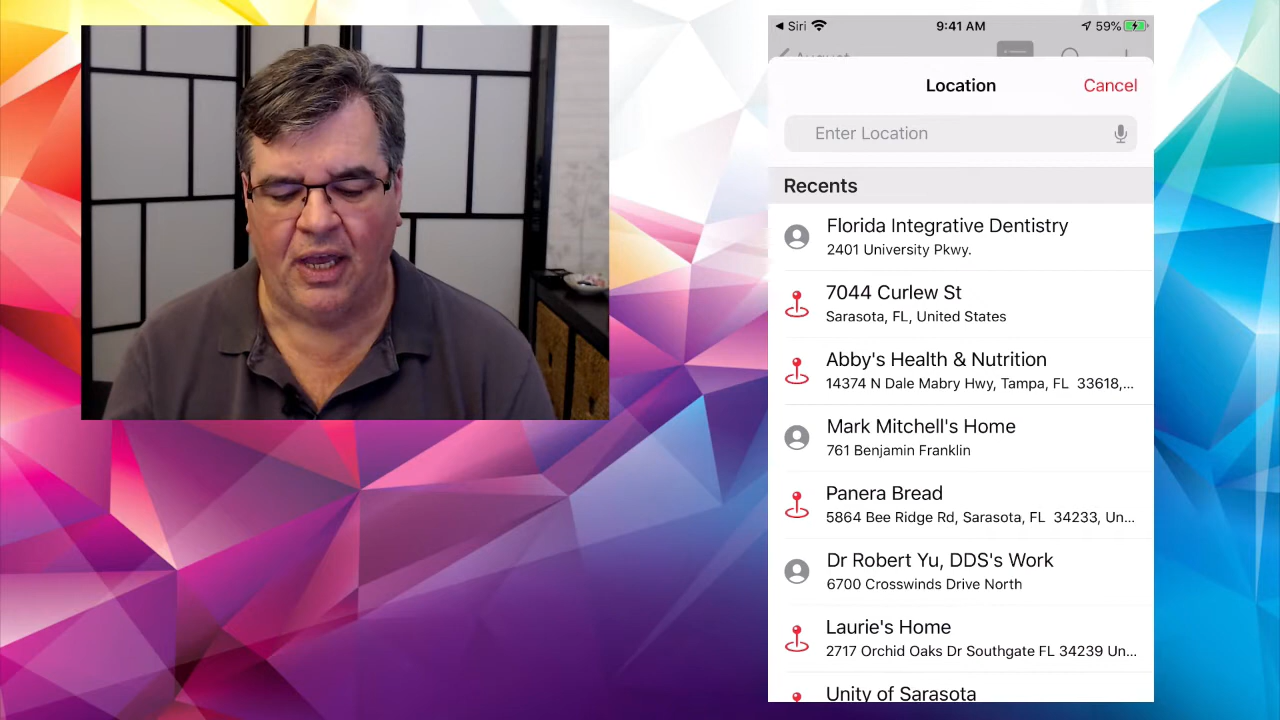 Siri
9:41 AM
59%
August
Location
Cancel
Enter Location
Recents
Florida Integrative Dentistry
2401 University Pkwy.
7044 Curlew St
Sarasota, FL, United States
Abby's Health & Nutrition
14374 N Dale Mabry Hwy, Tampa, FL 33618,...
Mark Mitchell's Home
761 Benjamin Franklin
Panera Bread
5864 Bee Ridge Rd, Sarasota, FL 34233, Un...
Dr Robert Yu, DDS's Work
6700 Crosswinds Drive North
Laurie's Home
2717 Orchid Oaks Dr Southgate FL 34239 Un...
Unity of Sarasota